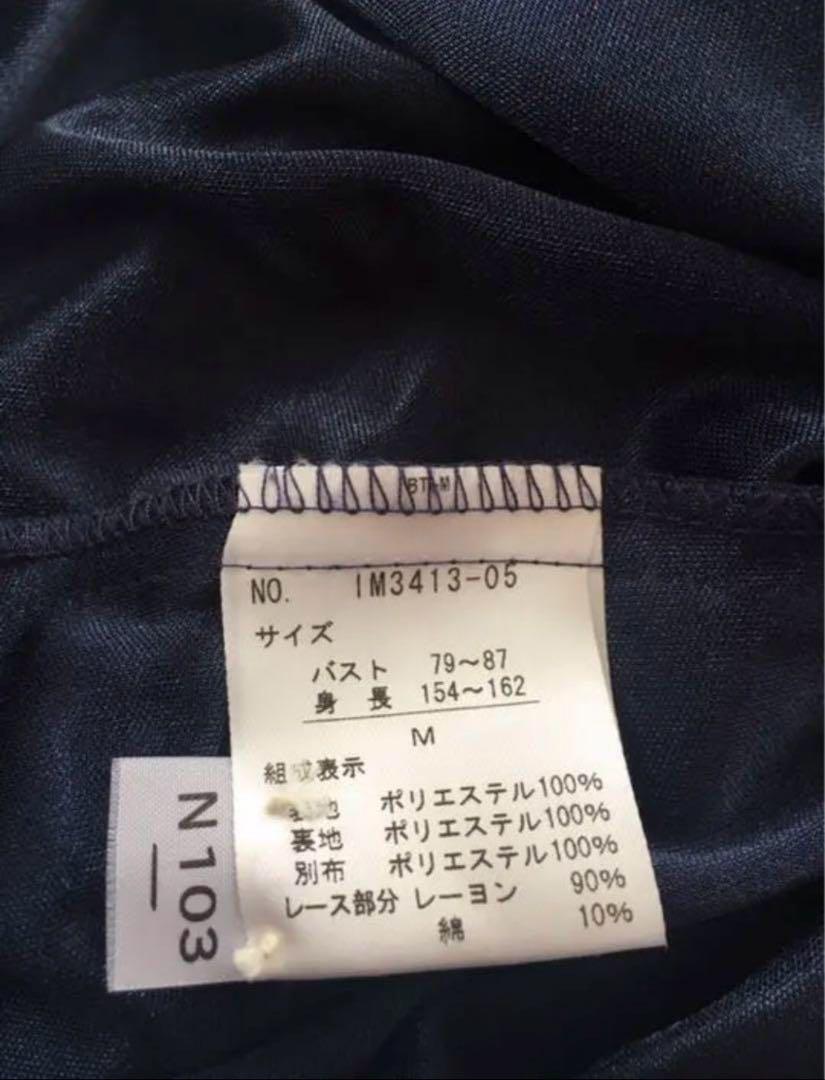 BT-M
NO. IM3413-05
サイズ
バスト 79～87
身長 154～162
M
組成表示
表地 ポリエステル100%
裏地 ポリエステル100%
別布 ポリエステル100%
レース部分 レーヨン 90%
綿 10%
N103